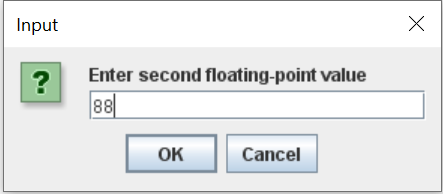 Input
?
Enter second floating-point value
88
OK Cancel